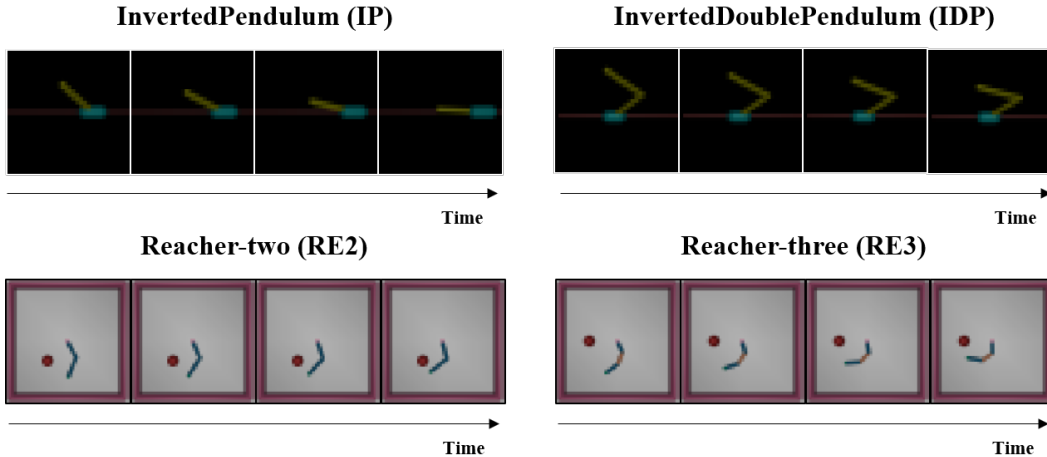 InvertedPendulum (IP)
InvertedDoublePendulum (IDP)
Time
Time
Reacher-two (RE2)
Reacher-three (RE3)
Time
Time